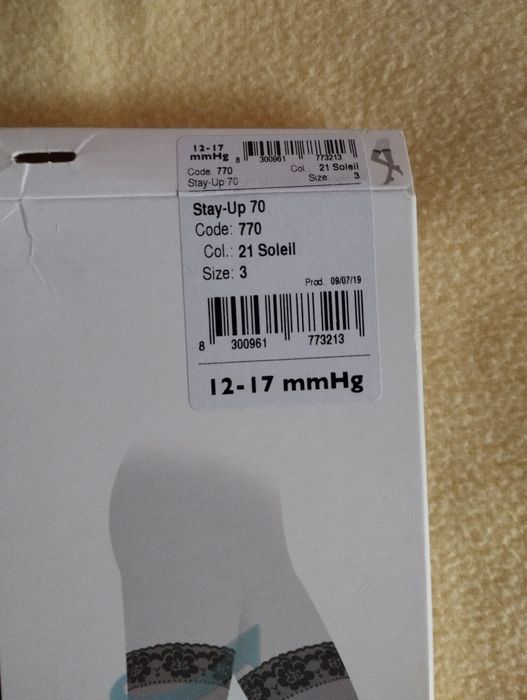 12-17
mmHg
8 300961 773213
Code: 770
Col.: 21 Soleil
Stay-Up 70
Size: 3
Stay-Up 70
Code: 770
Col.: 21 Soleil
Size: 3
Prod.: 09/07/19
8 300961 773213
12-17 mmHg